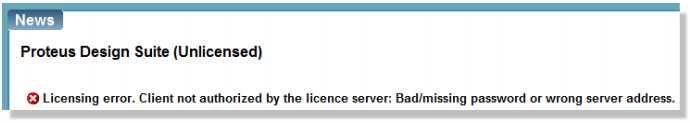 News
Proteus Design Suite (Unlicensed)
Licensing error. Client not authorized by the licence server: Bad/missing password or wrong server address.